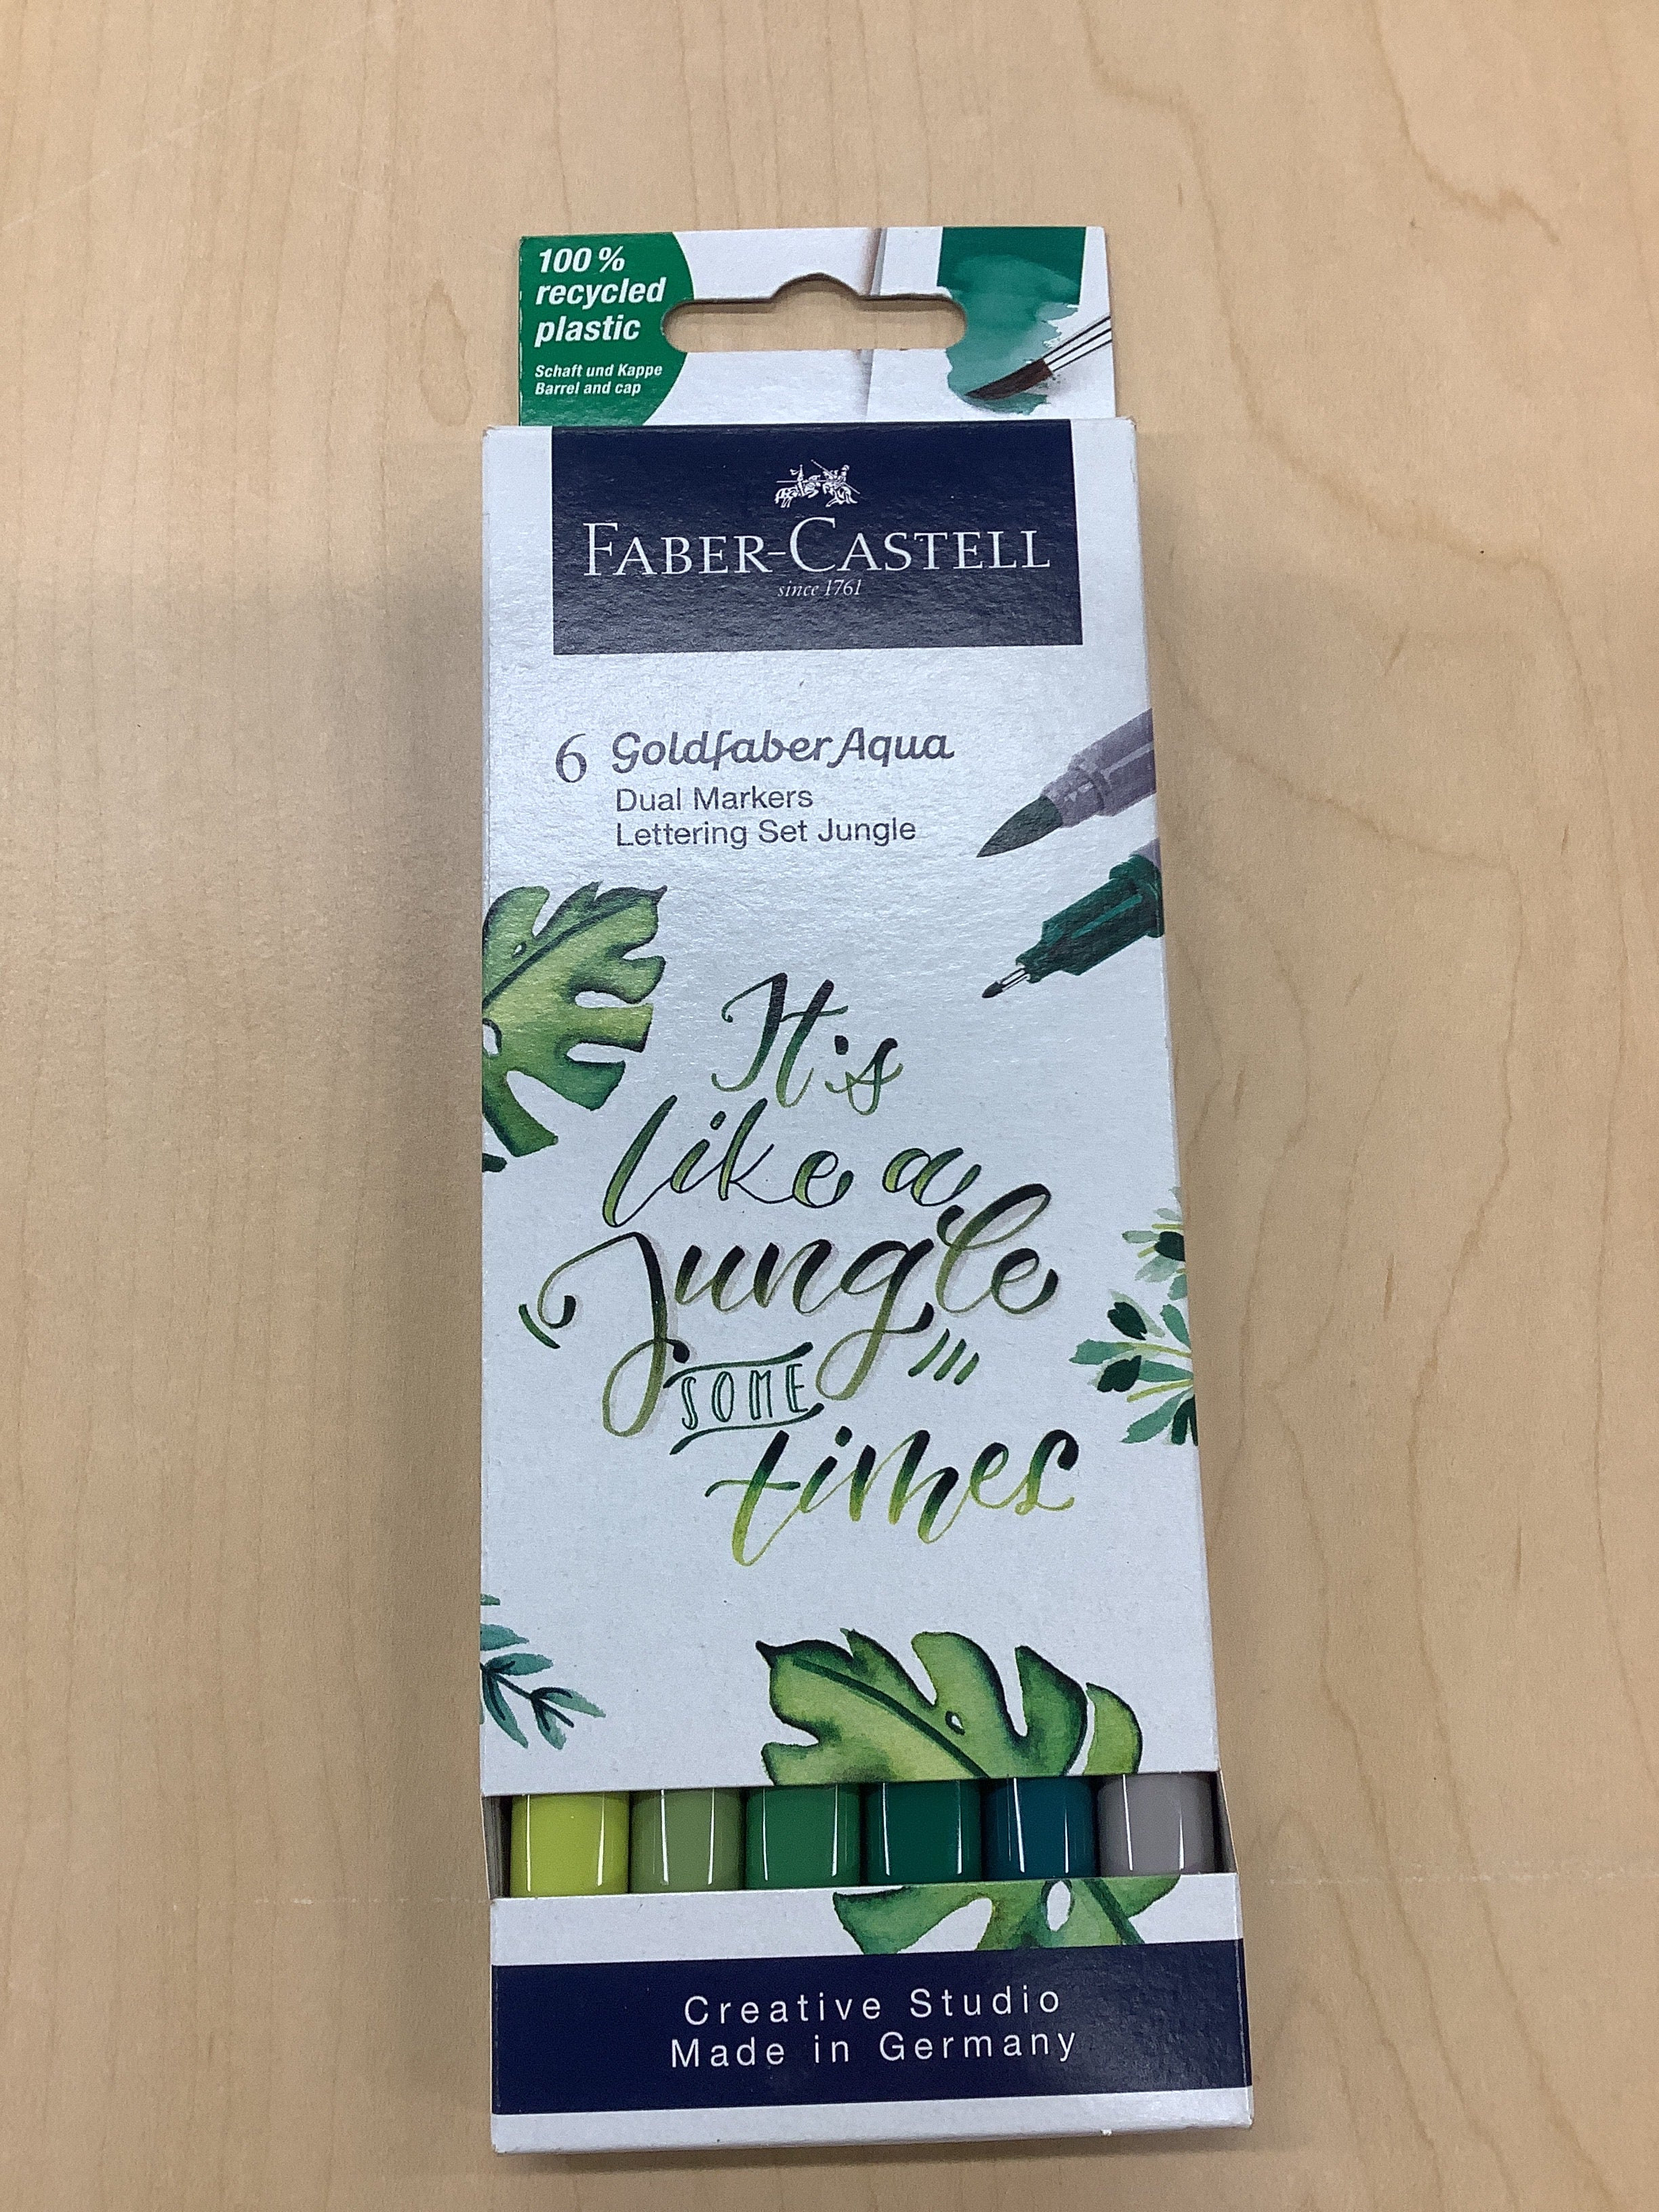 100 %
recycled
plastic
Schaft und Kappe
Barrel and cap
FABER-CASTELL
since 1761
6 Goldfaber Aqua
Dual Markers
Lettering Set Jungle
It's
like a
jungle
SOME
times
Creative Studio
Made in Germany